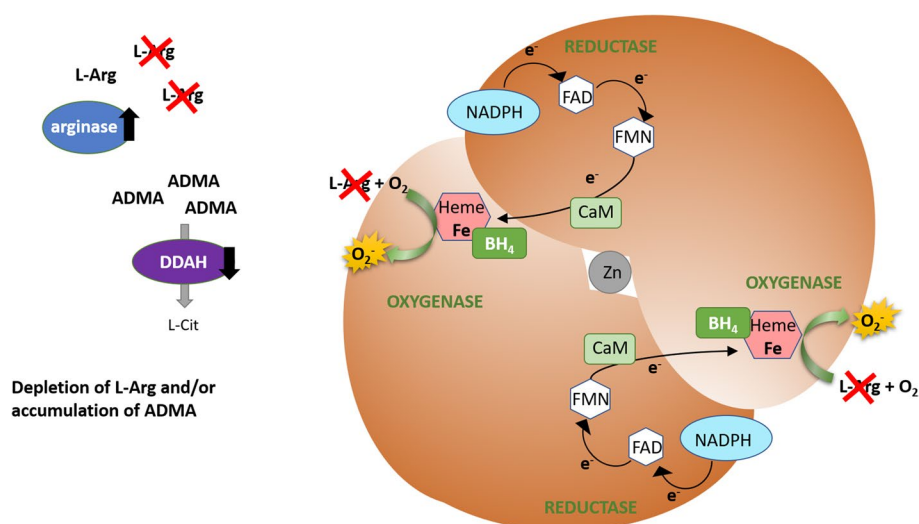 L-Arg
L-Arg
L-Arg
arginase
ADMA
ADMA
ADMA
DDAH
L-Cit
Depletion of L-Arg and/or
accumulation of ADMA
REDUCTASE
e⁻
NADPH
FAD
e⁻
FMN
e⁻
CaM
L-Arg + O₂
Heme
Fe
BH₄
O₂⁻
OXYGENASE
Zn
OXYGENASE
BH₄
Heme
Fe
O₂⁻
L-Arg + O₂
CaM
e⁻
FMN
e⁻
FAD
e⁻
NADPH
REDUCTASE